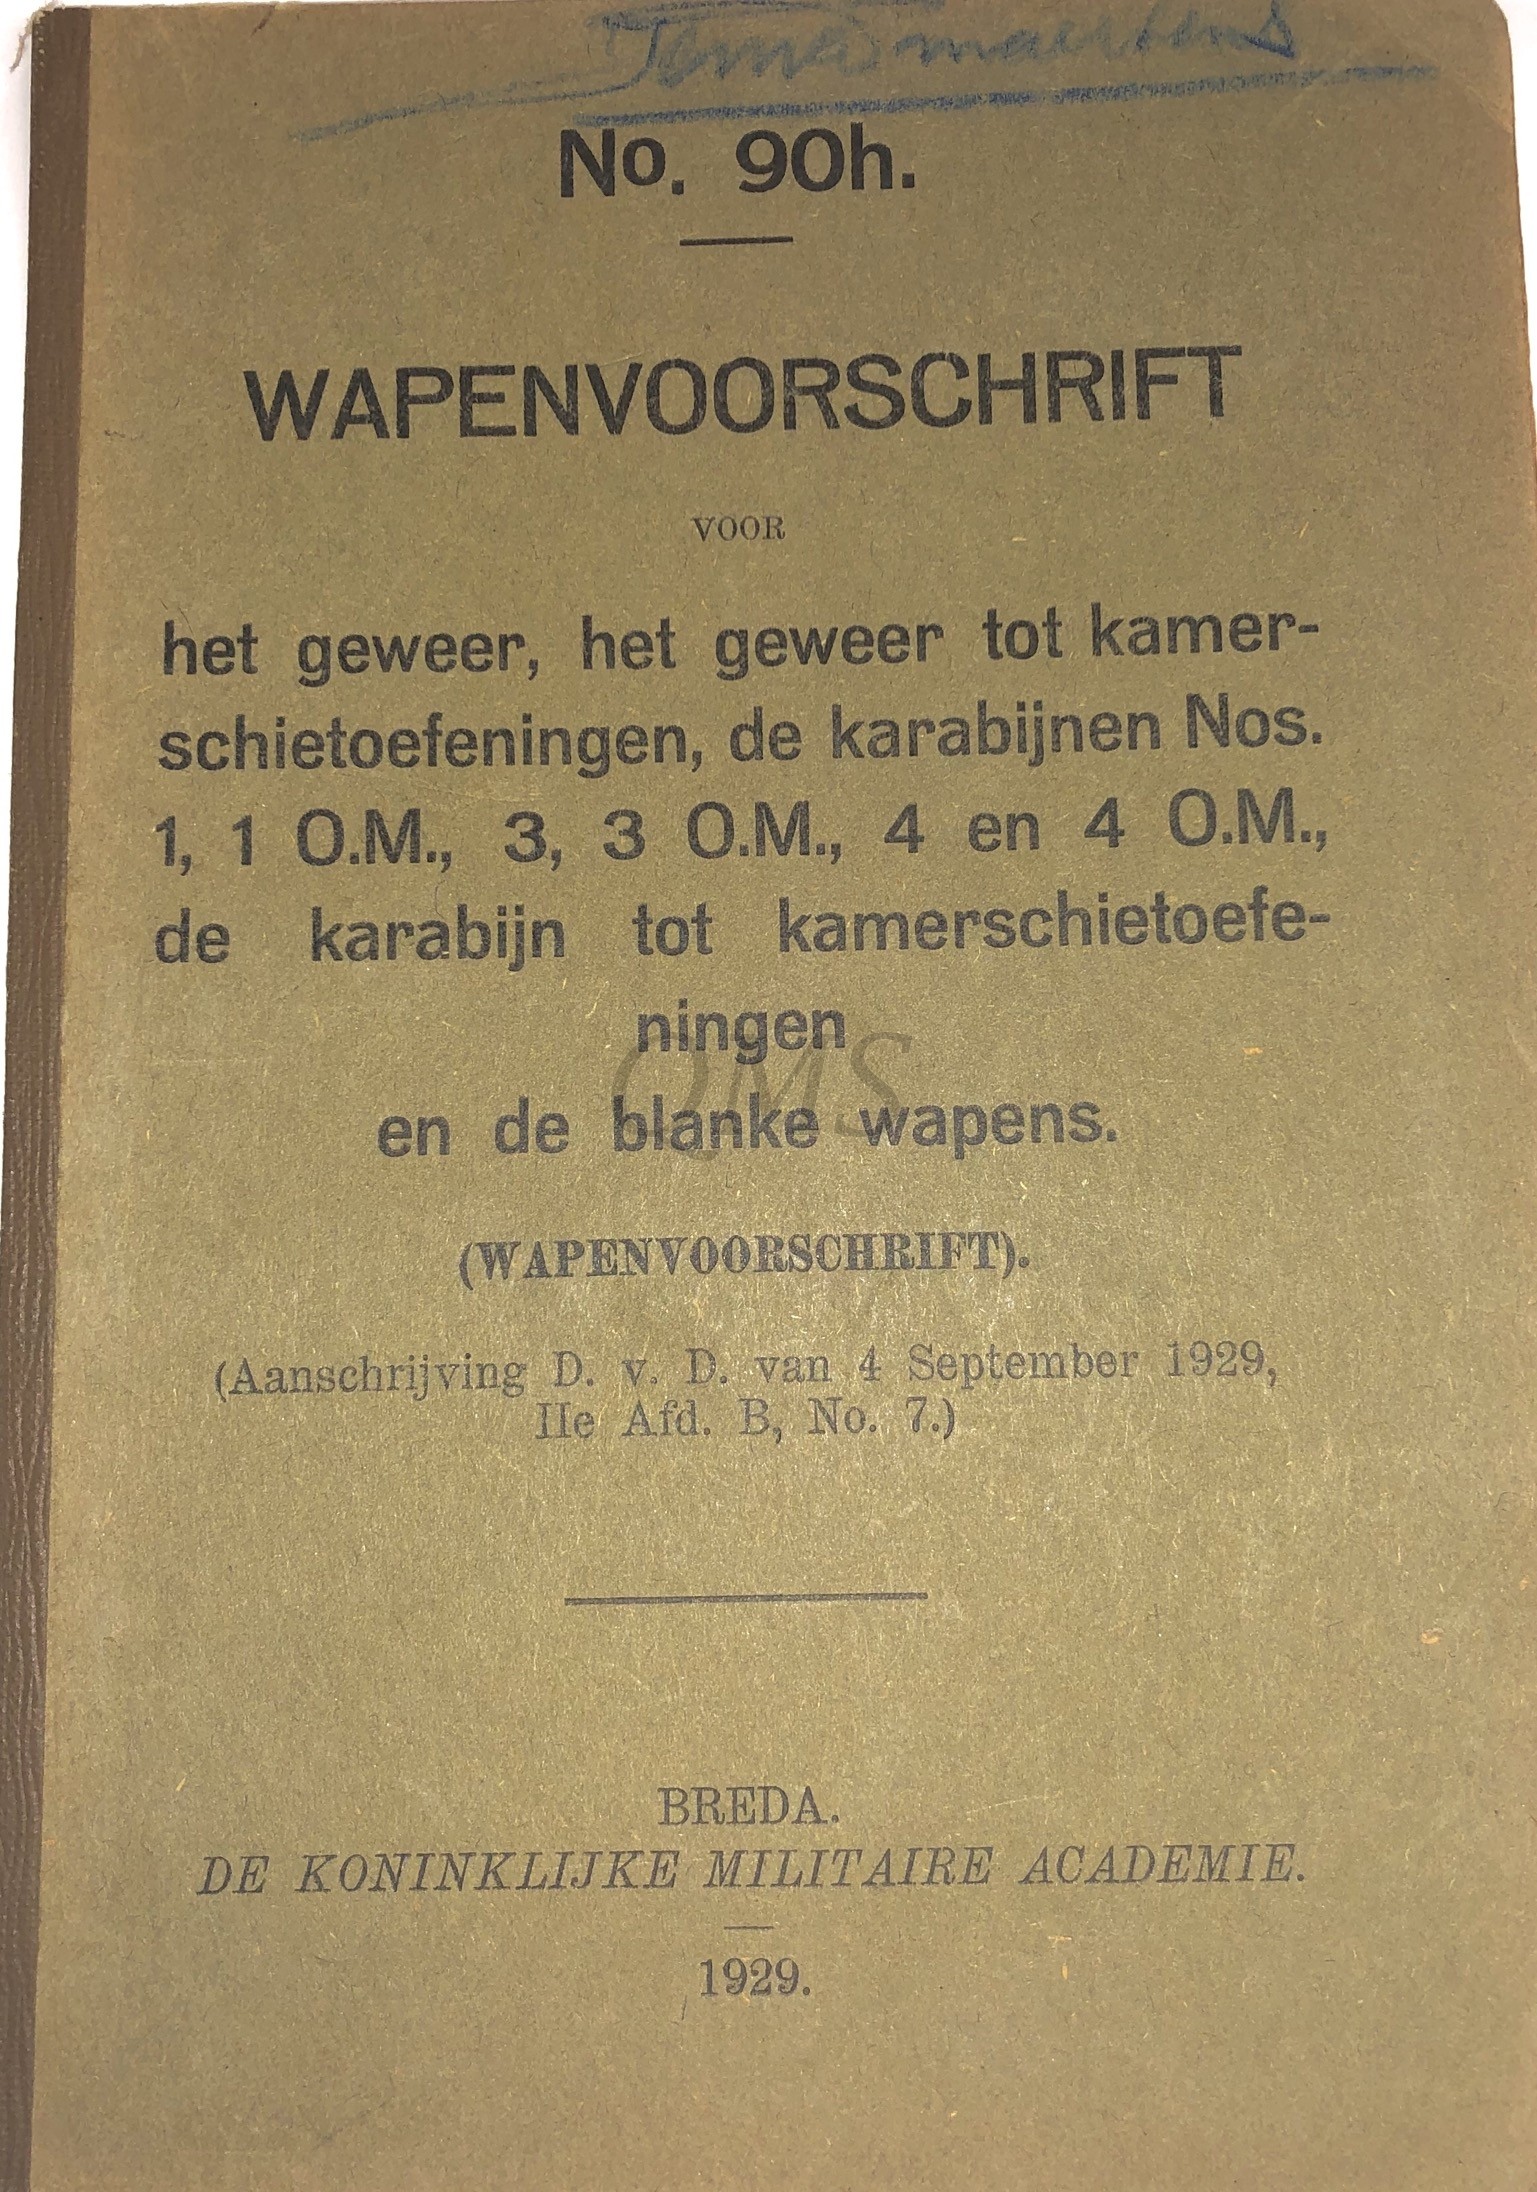 No. 90h.
WAPENVOORSCHRIFT
VOOR
het geweer, het geweer tot kamer-
schietoefeningen, de karabijnen Nos.
1, 1 O.M., 3, 3 O.M., 4 en 4 O.M.,
de karabijn tot kamerschietoefe-
ningen
OMS
en de blanke wapens.
(WAPENVOORSCHRIFT).
(Aanschrijving D. v. D. van 4 September 1929,
IIe Afd. B, No. 7.)
BREDA.
DE KONINKLIJKE MILITAIRE ACADEMIE.
1929.